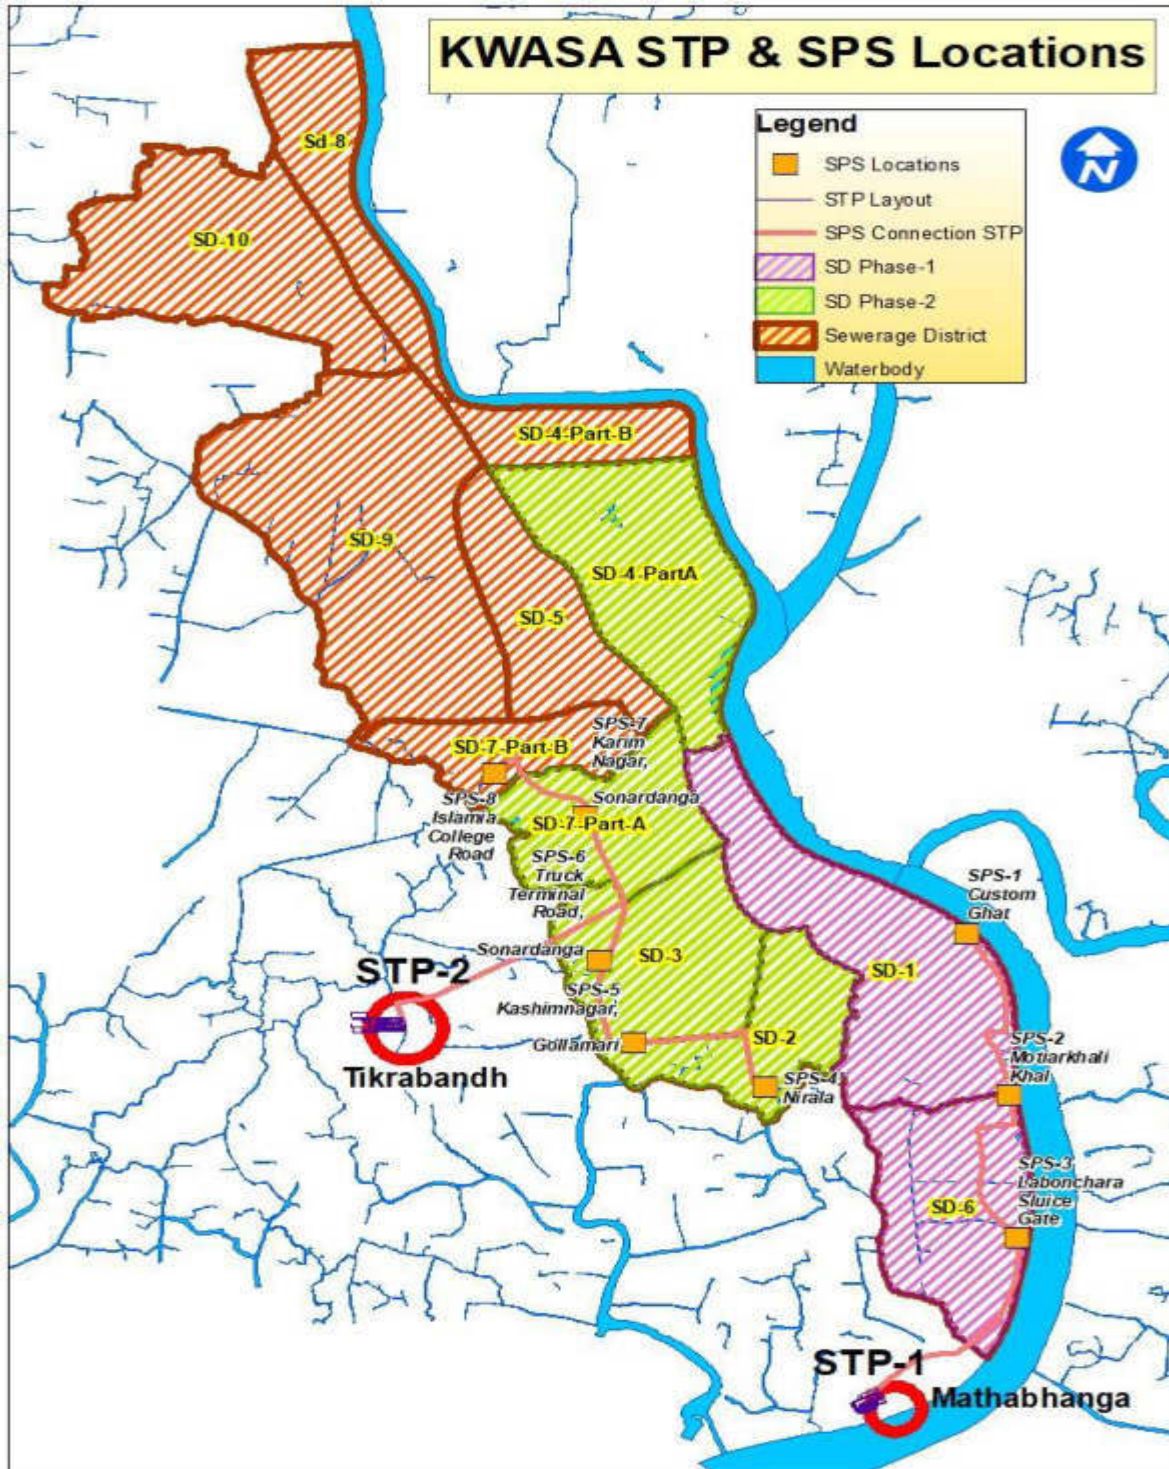 KWASA STP & SPS Locations
Legend
SPS Locations
STP Layout
SPS Connection STP
SD Phase-1
SD Phase-2
Sewerage District
Waterbody
N
Sd-8
SD-10
SD-4-Part-B
SD-9
SD-4-PartA
SD-5
SPS-7
Karim
Nagar,
Sonardanga
SD-7-Part-B
SPS-8
Islamia
College
Road
SD-7-Part-A
SPS-6
Truck
Terminal
Road,
Sonardanga
SPS-1
Custom
Ghat
SD-3
SD-1
STP-2
Tikrabandh
SPS-5
Kashimnagar,
Gollamari
SD-2
SPS-4
Nirala
SPS-2
Motiarkhali
Khal
SPS-3
Labonchara
Sluice
Gate
SD-6
STP-1
Mathabhanga